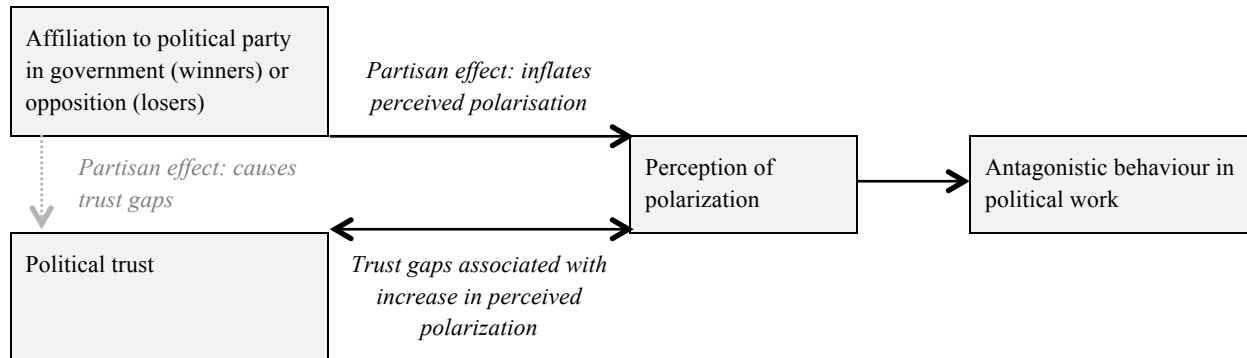 Affiliation to political party
in government (winners) or
opposition (losers)
Partisan effect: inflates
perceived polarisation
Partisan effect: causes
trust gaps
Perception of
polarization
Antagonistic behaviour in
political work
Political trust
Trust gaps associated with
increase in perceived
polarization